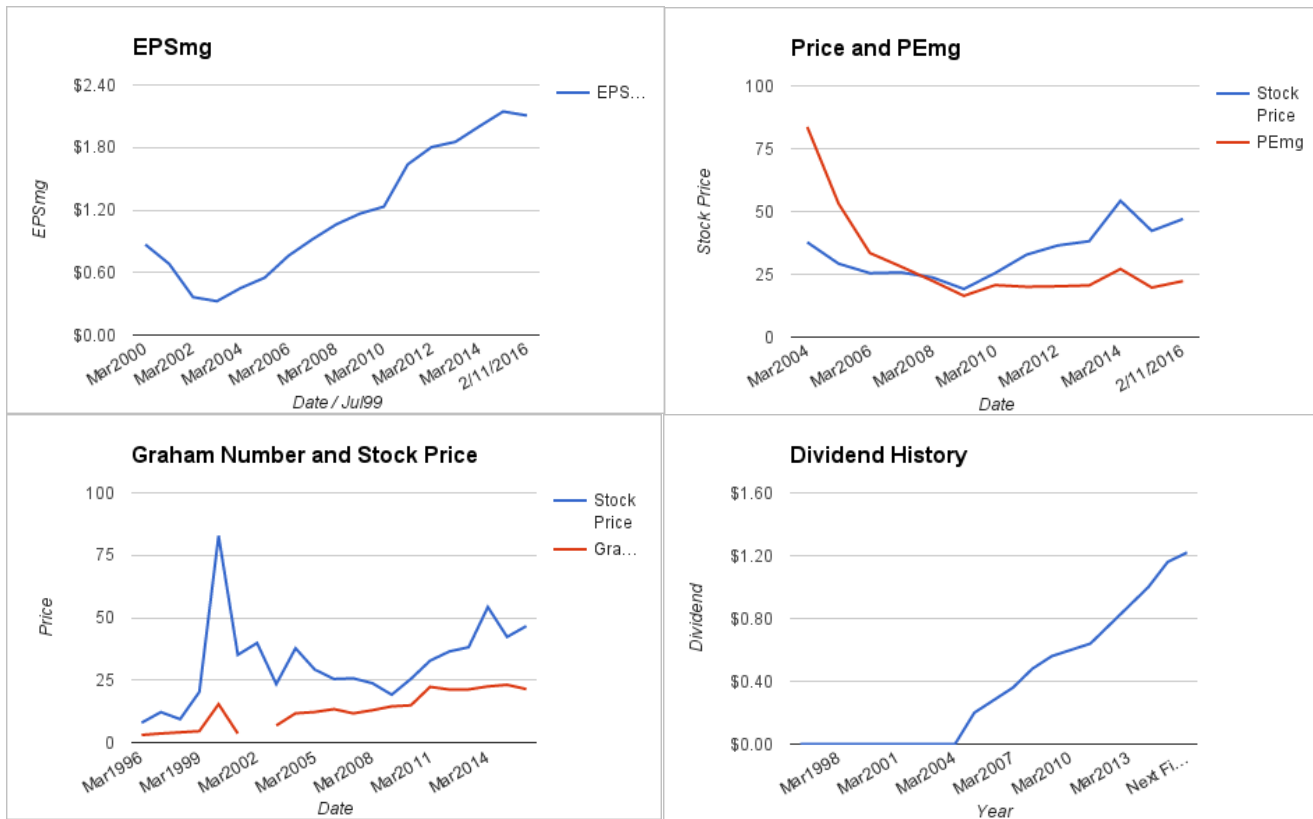 EPSmg
$2.40
$1.80
$1.20
$0.60
$0.00
EPSmg
EPS...
Mar2000
Mar2002
Mar2004
Mar2006
Mar2008
Mar2010
Mar2012
Mar2014
2/11/2016
Date / Jul99
Price and PEmg
100
75
50
25
0
Stock Price
Stock
Price
PEmg
Mar2004
Mar2006
Mar2008
Mar2010
Mar2012
Mar2014
2/11/2016
Date
Graham Number and Stock Price
100
75
50
25
0
Price
Stock
Price
Gra...
Mar1996
Mar1999
Mar2002
Mar2005
Mar2008
Mar2011
Mar2014
Date
Dividend History
$1.60
$1.20
$0.80
$0.40
$0.00
Dividend
Mar1998
Mar2001
Mar2004
Mar2007
Mar2010
Mar2013
Next Fi...
Year